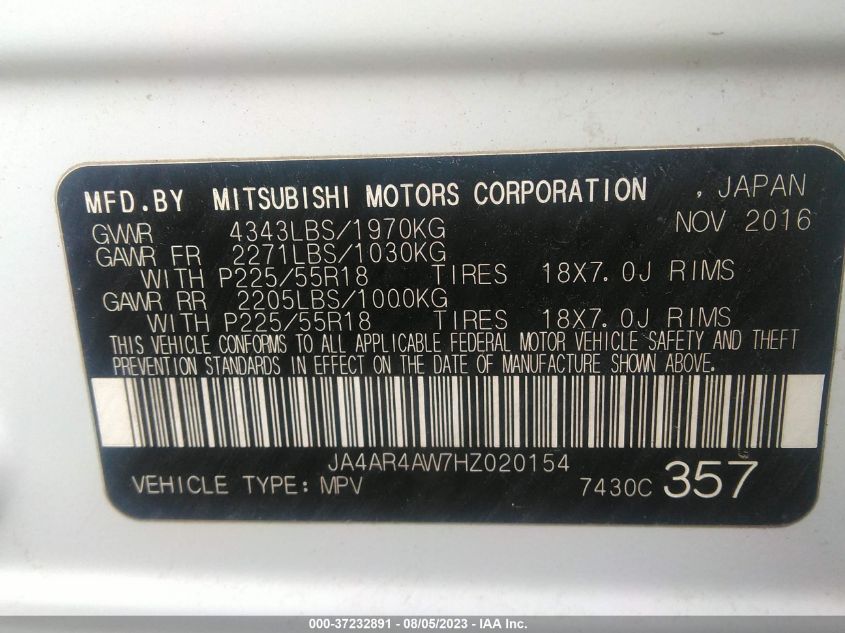 MFD.BY MITSUBISHI MOTORS CORPORATION , JAPAN
GVWR 4343LBS/1970KG NOV 2016
GAWR FR 2271LBS/1030KG
WITH P225/55R18 TIRES 18X7.0J RIMS
GAWR RR 2205LBS/1000KG
WITH P225/55R18 TIRES 18X7.0J RIMS
THIS VEHICLE CONFORMS TO ALL APPLICABLE FEDERAL MOTOR VEHICLE SAFETY AND THEFT
PREVENTION STANDARDS IN EFFECT ON THE DATE OF MANUFACTURE SHOWN ABOVE.
JA4AR4AW7HZ020154
VEHICLE TYPE: MPV 7430C 357
000-37232891 - 08/05/2023 - IAA Inc.